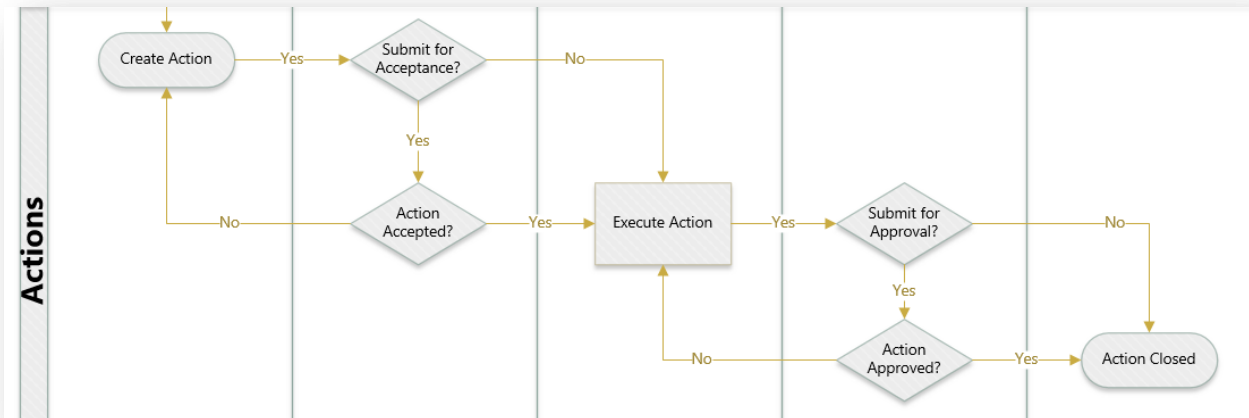 Create Action
Yes
Submit for
Acceptance?
No
Yes
Actions
No
Action
Accepted?
Yes
Execute Action
Yes
Submit for
Approval?
No
Yes
No
Action
Approved?
Yes
Action Closed